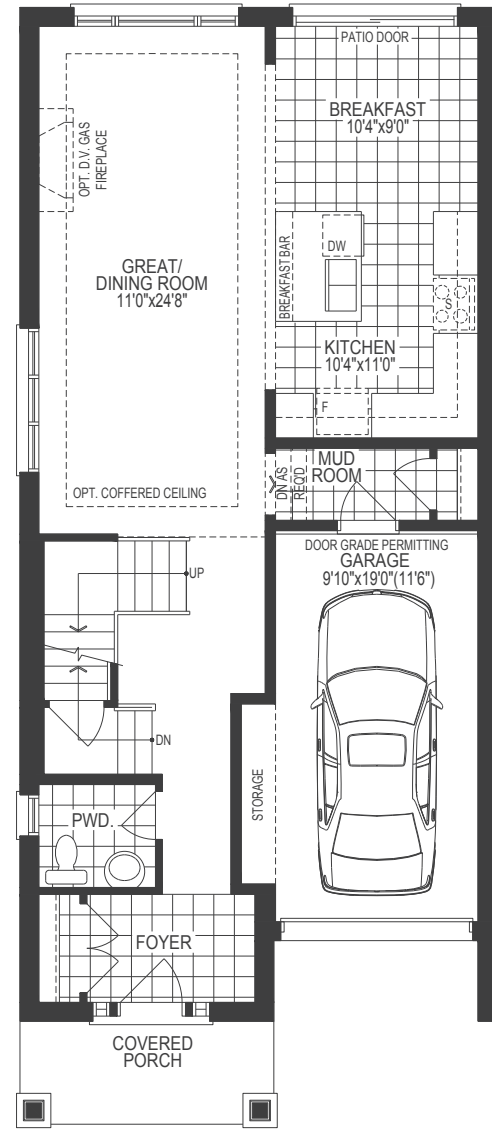 PATIO DOOR
BREAKFAST
10'4"x9'0"
OPT. D.V. GAS
FIREPLACE
GREAT/
DINING ROOM
11'0"x24'8"
BREAKFAST BAR
DW
S
KITCHEN
10'4"x11'0"
F
OPT. COFFERED CEILING
DN AS
REQ'D
MUD
ROOM
DOOR GRADE PERMITTING
GARAGE
9'10"x19'0"(11'6")
UP
DN
STORAGE
PWD.
FOYER
COVERED
PORCH